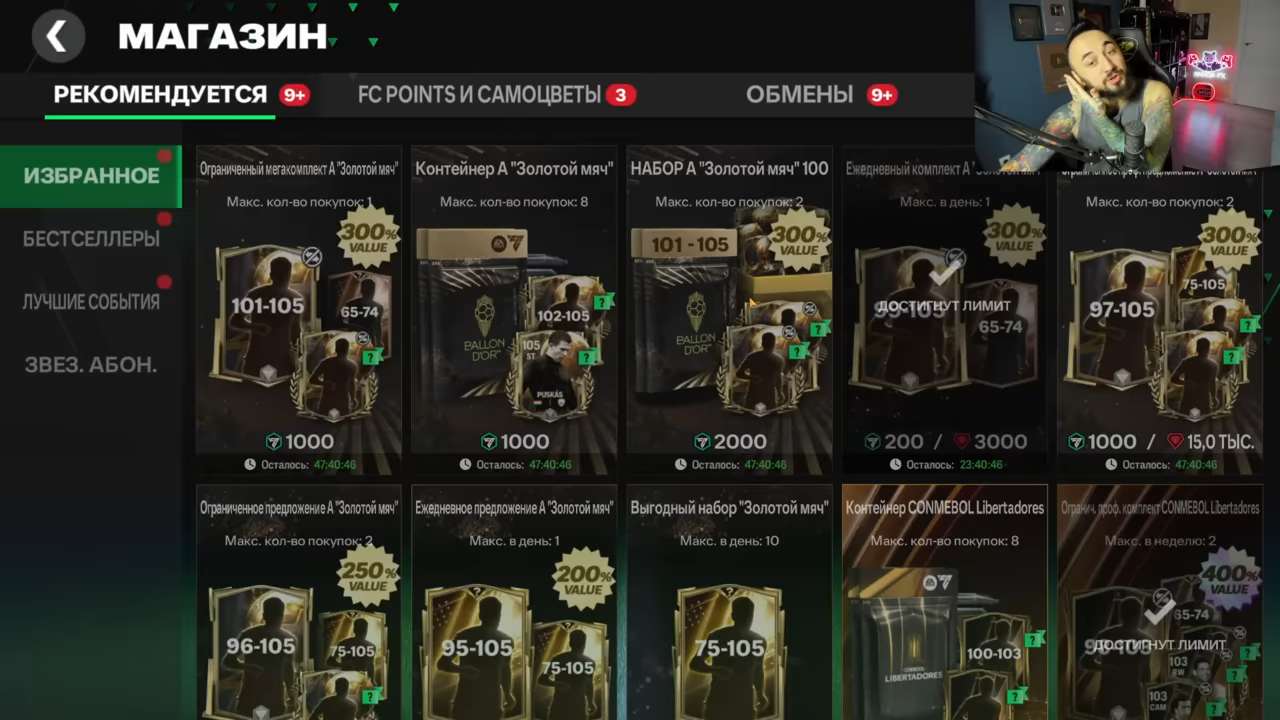 МАГАЗИН
РЕКОМЕНДУЕТСЯ 9+
FC POINTS И САМОЦВЕТЫ 3
ОБМЕНЫ 9+
ИЗБРАННОЕ
БЕСТСЕЛЛЕРЫ
ЛУЧШИЕ СОБЫТИЯ
ЗВЕЗ. АБОН.
Ограниченный мегакомплект А "Золотой мяч"
Макс. кол-во покупок: 1
300%
VALUE
101-105
65-74
?
1000
Осталось: 47:40:46
Контейнер А "Золотой мяч"
Макс. кол-во покупок: 8
BALLON
D'OR
102-105
?
105
ST
?
PUSKÁS
1000
Осталось: 47:40:46
НАБОР А "Золотой мяч" 100
Макс. кол-во покупок: 2
300%
VALUE
101 -105
BALLON
D'OR
?
?
2000
Осталось: 47:40:46
Ежедневный комплект А
Макс. в день: 1
300%
VALUE
ДОСТИГНУТ ЛИМИТ
65-74
200 / 3000
Осталось: 23:40:46
Макс. кол-во покупок: 2
300%
VALUE
75-105
97-105
?
?
1000 / 15,0 ТЫС.
Осталось: 47:40:46
Ограниченное предложение А "Золотой мяч"
Макс. кол-во покупок: 2
250%
VALUE
96-105
75-105
?
Ежедневное предложение А "Золотой мяч"
Макс. в день: 1
200%
VALUE
?
95-105
?
75-105
Выгодный набор "Золотой мяч"
Макс. в день: 10
?
75-105
Контейнер CONMEBOL Libertadores
Макс. кол-во покупок: 8
CONMEBOL
LIBERTADORES
100-103
?
?
Огранич. проф. комплект CONMEBOL Libertadores
Макс. в неделю: 2
400%
VALUE
65-74
ДОСТИГНУТ ЛИМИТ
?
103
RW
?
103
CAM
?